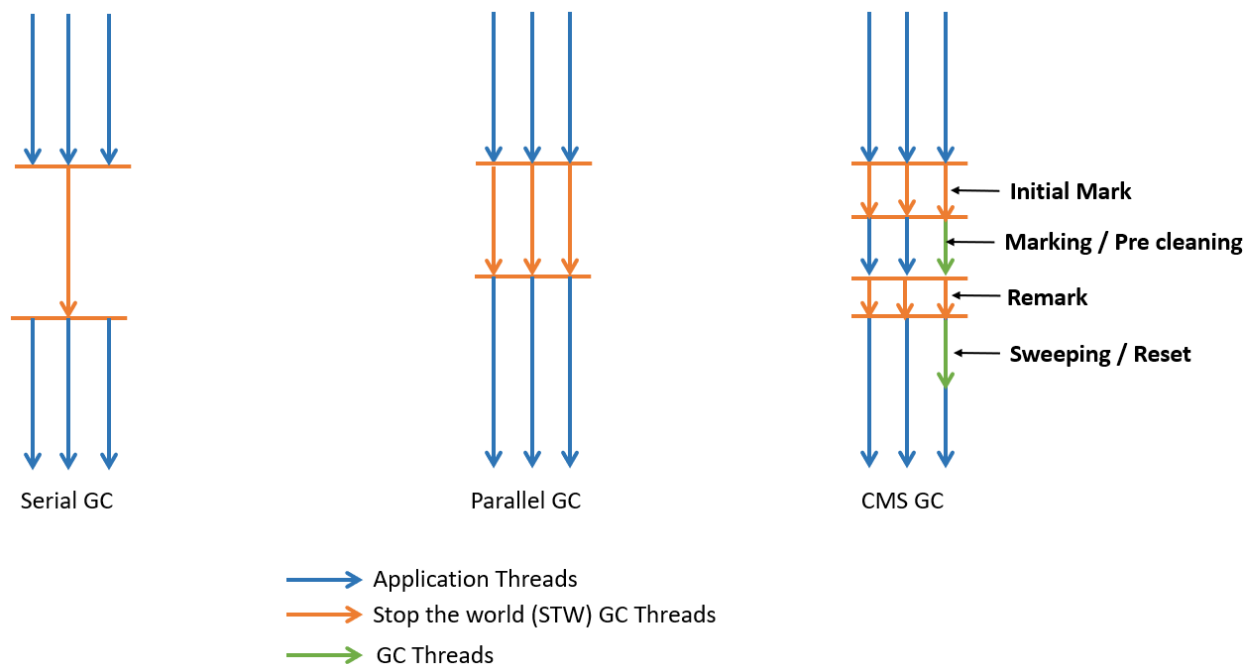 Initial Mark
Marking / Pre cleaning
Remark
Sweeping / Reset
Serial GC
Parallel GC
CMS GC
Application Threads
Stop the world (STW) GC Threads
GC Threads